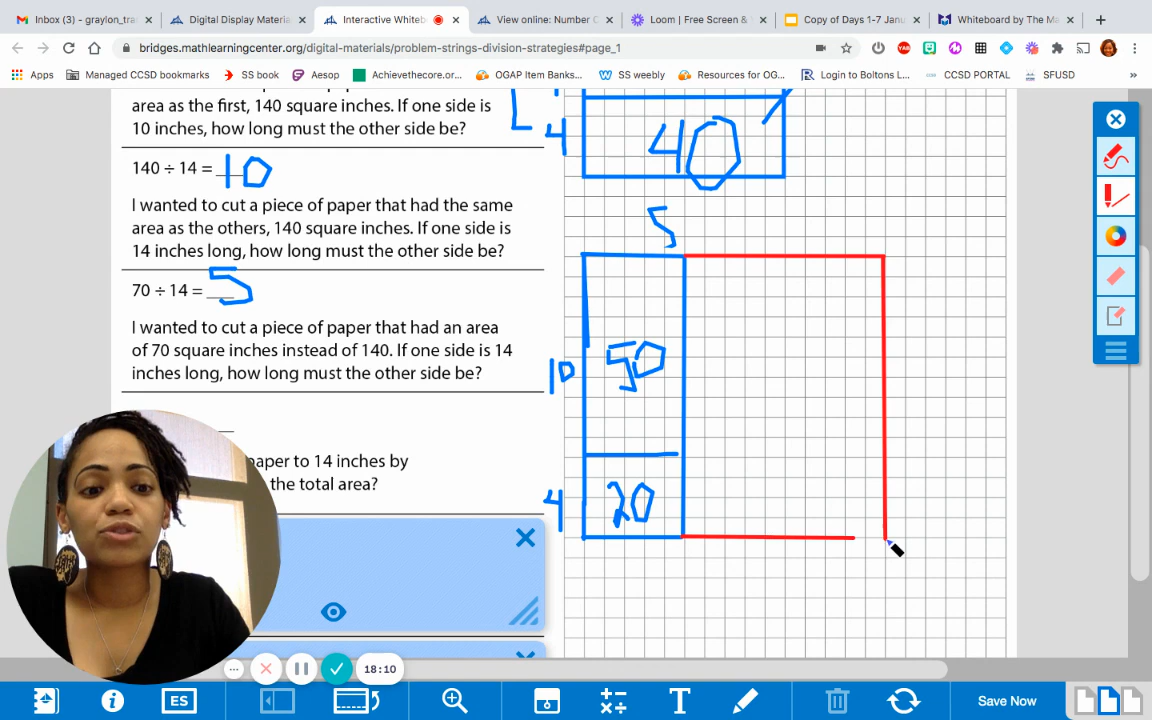 Inbox (3) - graylon_tra
Digital Display Materia
Interactive Whiteb
View online: Number C
Loom | Free Screen &
Copy of Days 1-7 Janu
Whiteboard by The Ma
bridges.mathlearningcenter.org/digital-materials/problem-strings-division-strategies#page_1
YAR
Apps
Managed CCSD bookmarks
SS book
Aesop
Achievethecore.org...
OGAP Item Banks...
SS weekly
Resources for OG...
Login to Boltons L...
CCSD PORTAL
SFUSD
area as the first, 140 square inches. If one side is
10 inches, how long must the other side be?
140 ÷ 14 = 10
I wanted to cut a piece of paper that had the same
area as the others, 140 square inches. If one side is
14 inches long, how long must the other side be?
70 ÷ 14 = 5
I wanted to cut a piece of paper that had an area
of 70 square inches instead of 140. If one side is 14
inches long, how long must the other side be?
paper to 14 inches by
the total area?
4
40
5
10
50
4
20
18:10
ES
T
Save Now